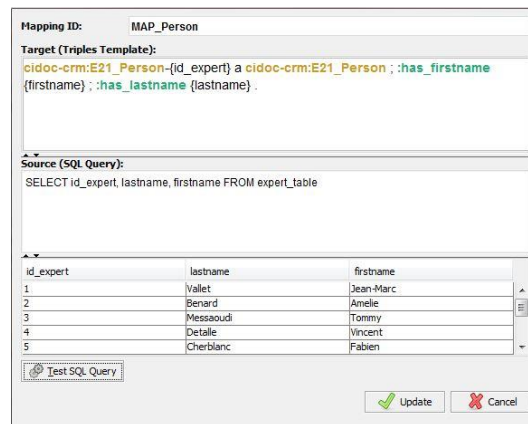 Mapping ID: MAP_Person
Target (Triples Template):
cidoc-crm:E21_Person-{id_expert} a cidoc-crm:E21_Person ; :has_firstname
{firstname} ; :has_lastname {lastname} .
Source (SQL Query):
SELECT id_expert, lastname, firstname FROM expert_table
id_expert lastname firstname
1 Vallet Jean-Marc
2 Benard Amelie
3 Messaoudi Tommy
4 Detalle Vincent
5 Cherblanc Fabien
Test SQL Query
Update Cancel